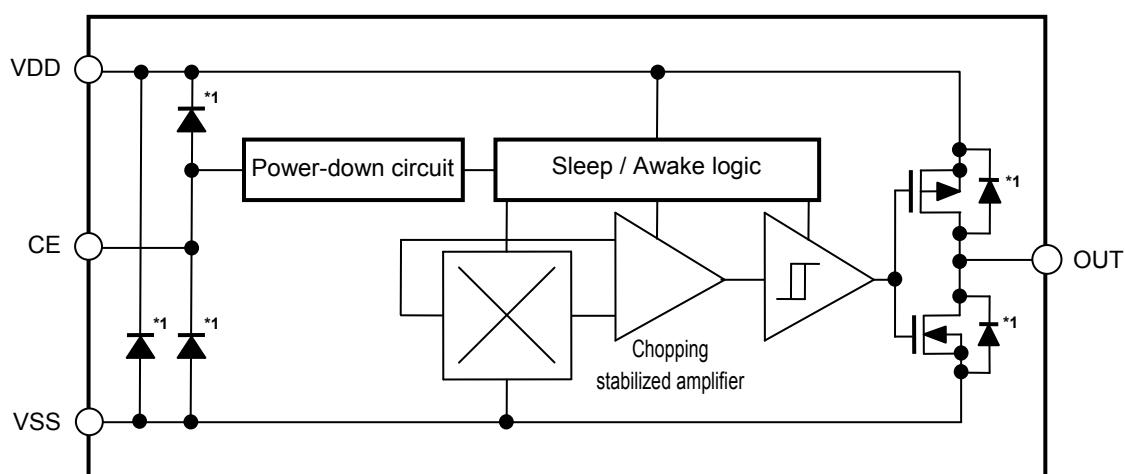 VDD
*1
Power-down circuit
Sleep / Awake logic
*1
CE
OUT
*1
*1
*1
Chopping
stabilized amplifier
VSS